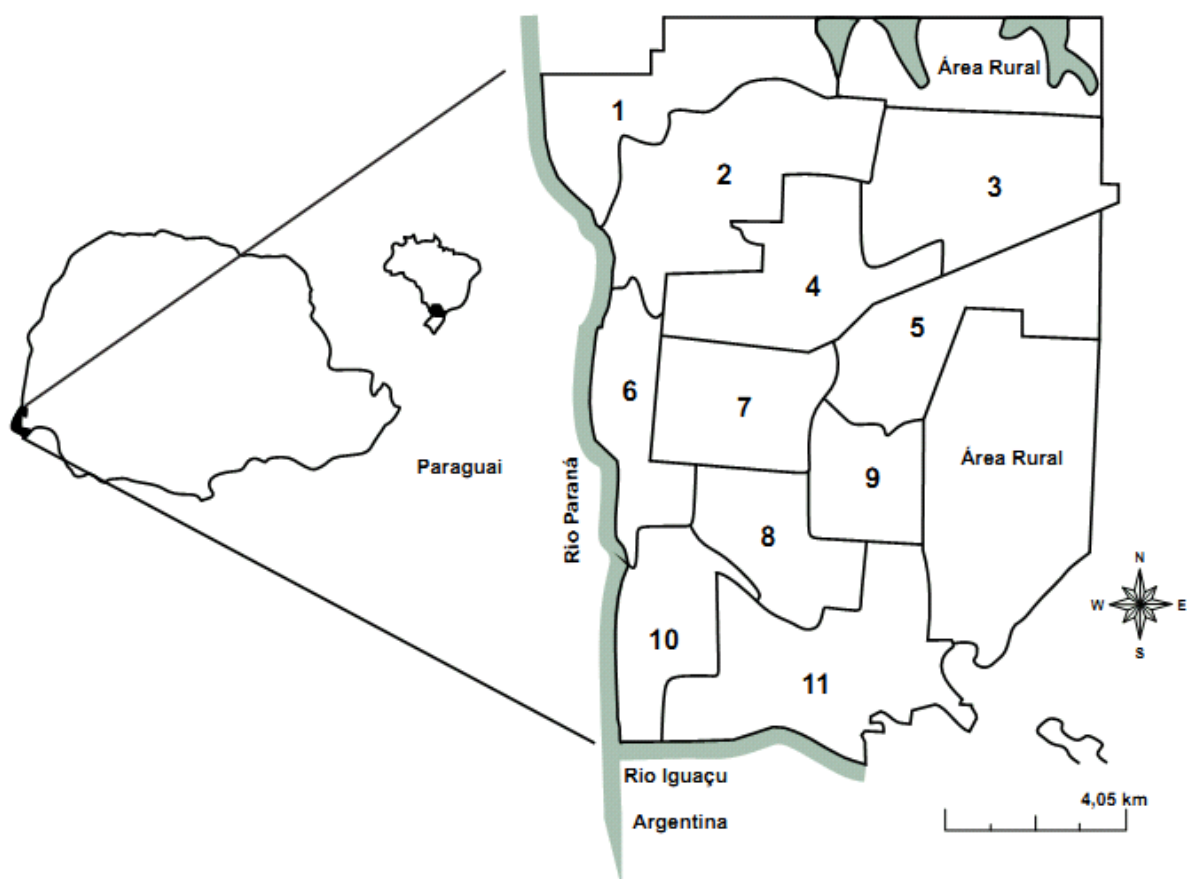 Área Rural
1
2
3
4
5
6
7
Paraguai
Rio Paraná
Área Rural
9
8
N
W E
S
10
11
Rio Iguaçu
4,05 km
Argentina